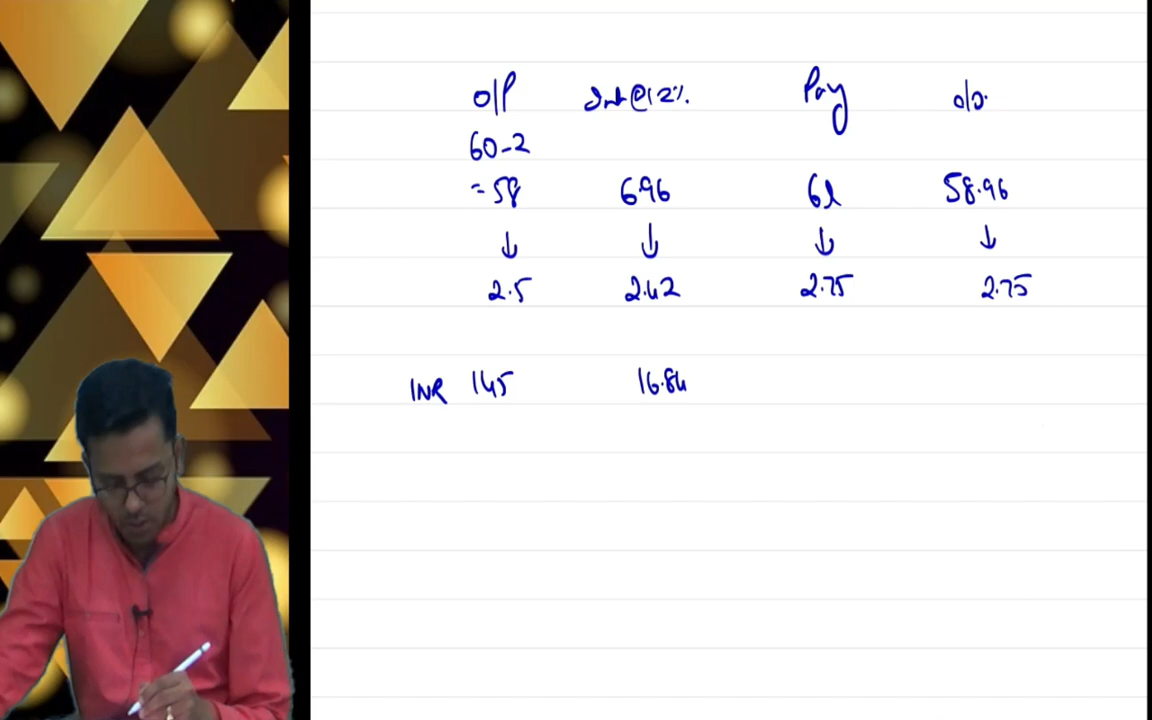 O/P Int@12% Pay o/s.
60-2
=58 6.96 6l 58.96
↓ ↓ ↓ ↓
2.5 2.42 2.75 2.75
INR 145 16.84